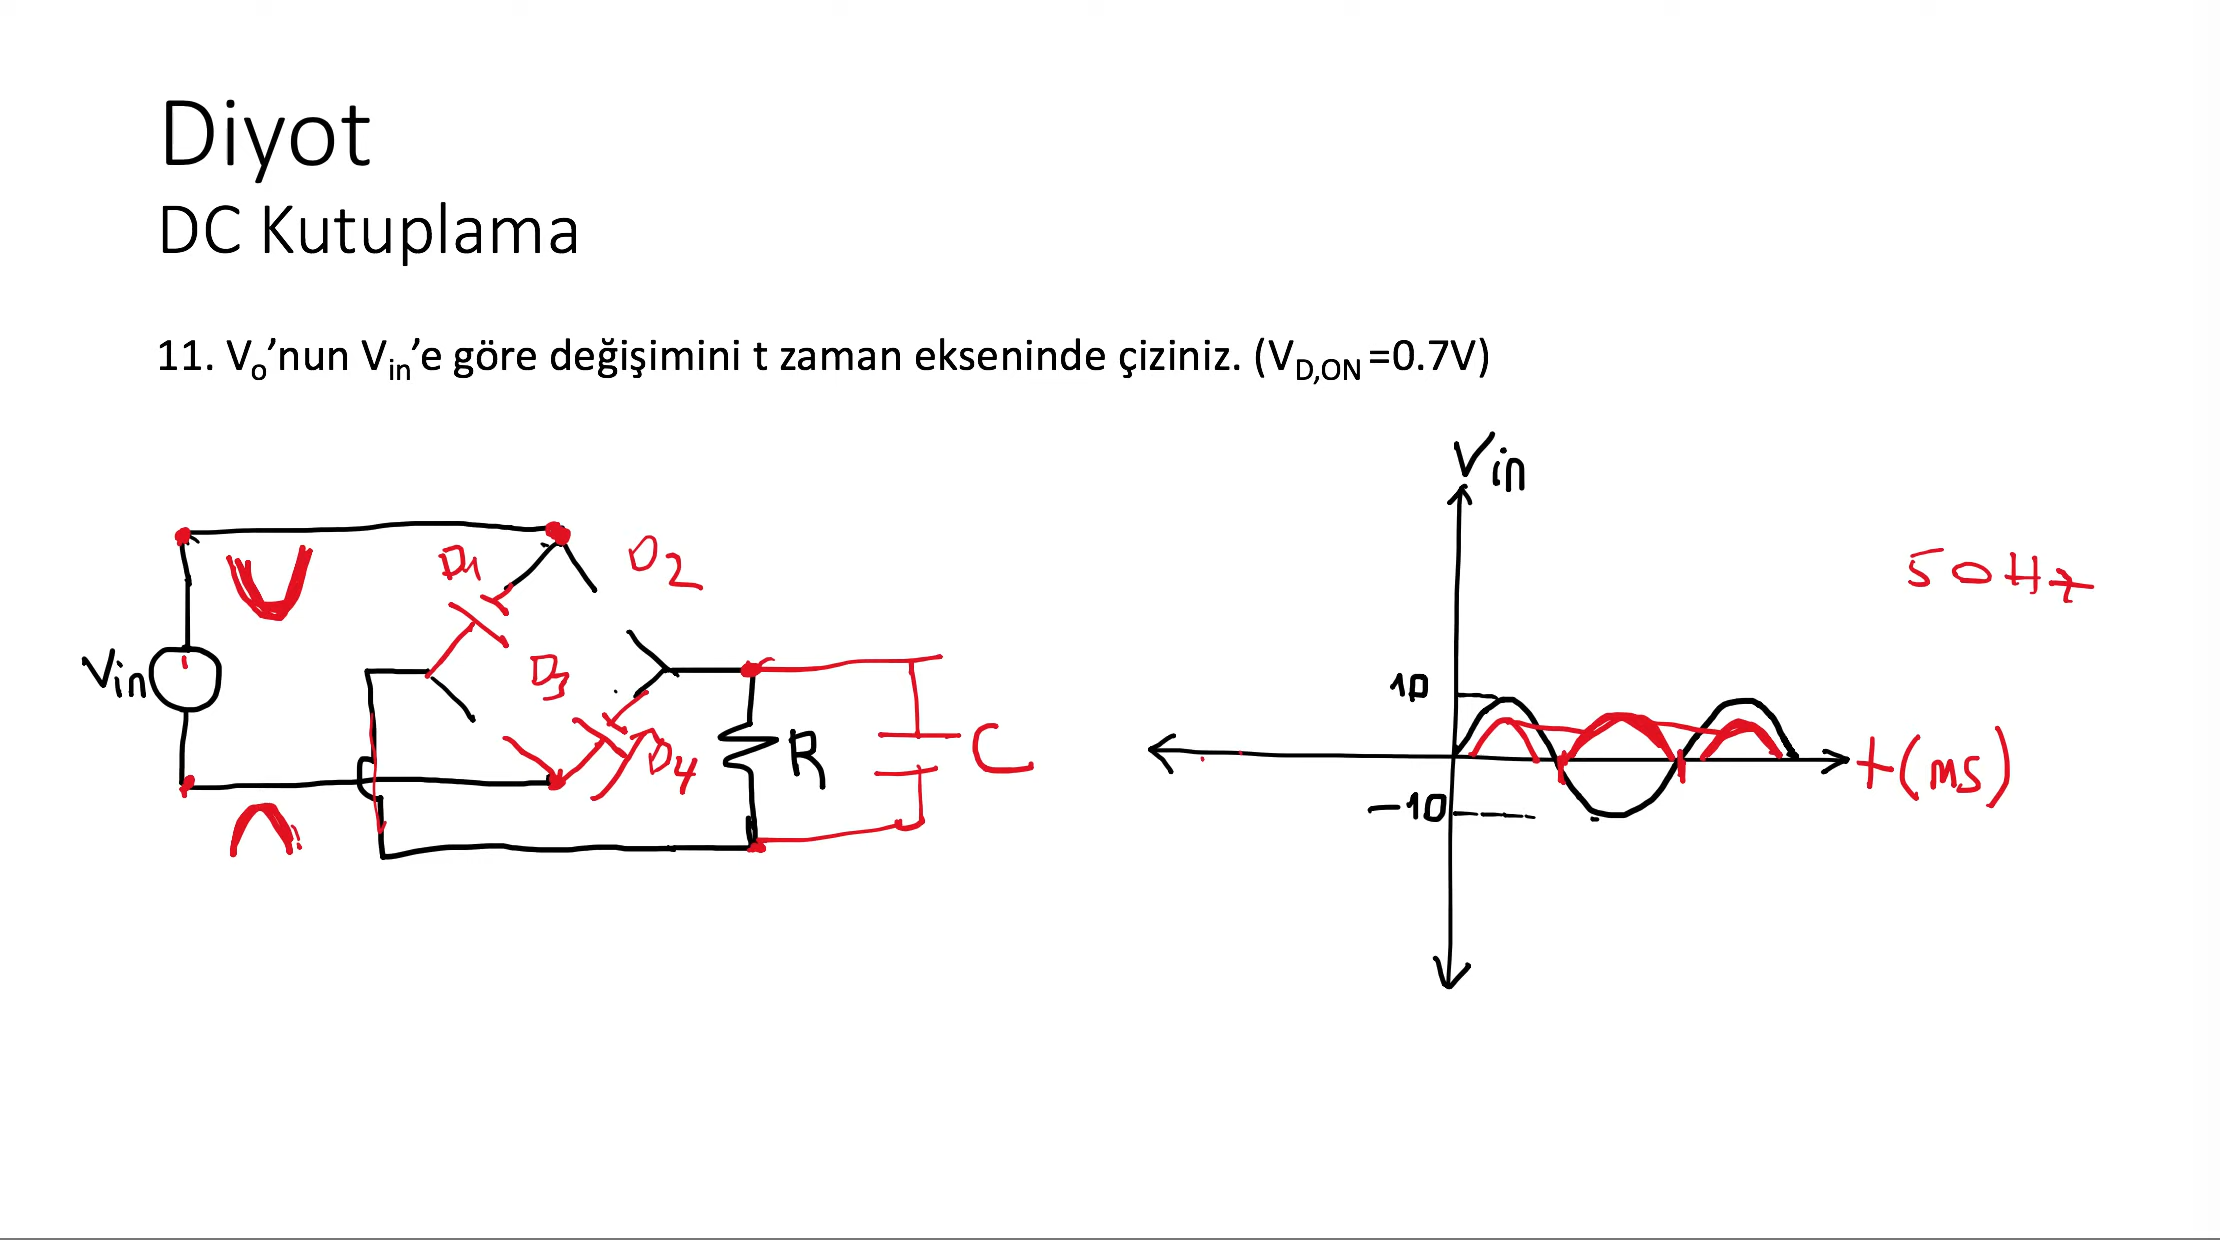 Diyot
DC Kutuplama
11. Vo'nun Vin'e göre değişimini t zaman ekseninde çiziniz. (VD,ON =0.7V)
Vin
50Hz
D1
D2
Vin
D3
D4
R
C
10
-10
t(ms)